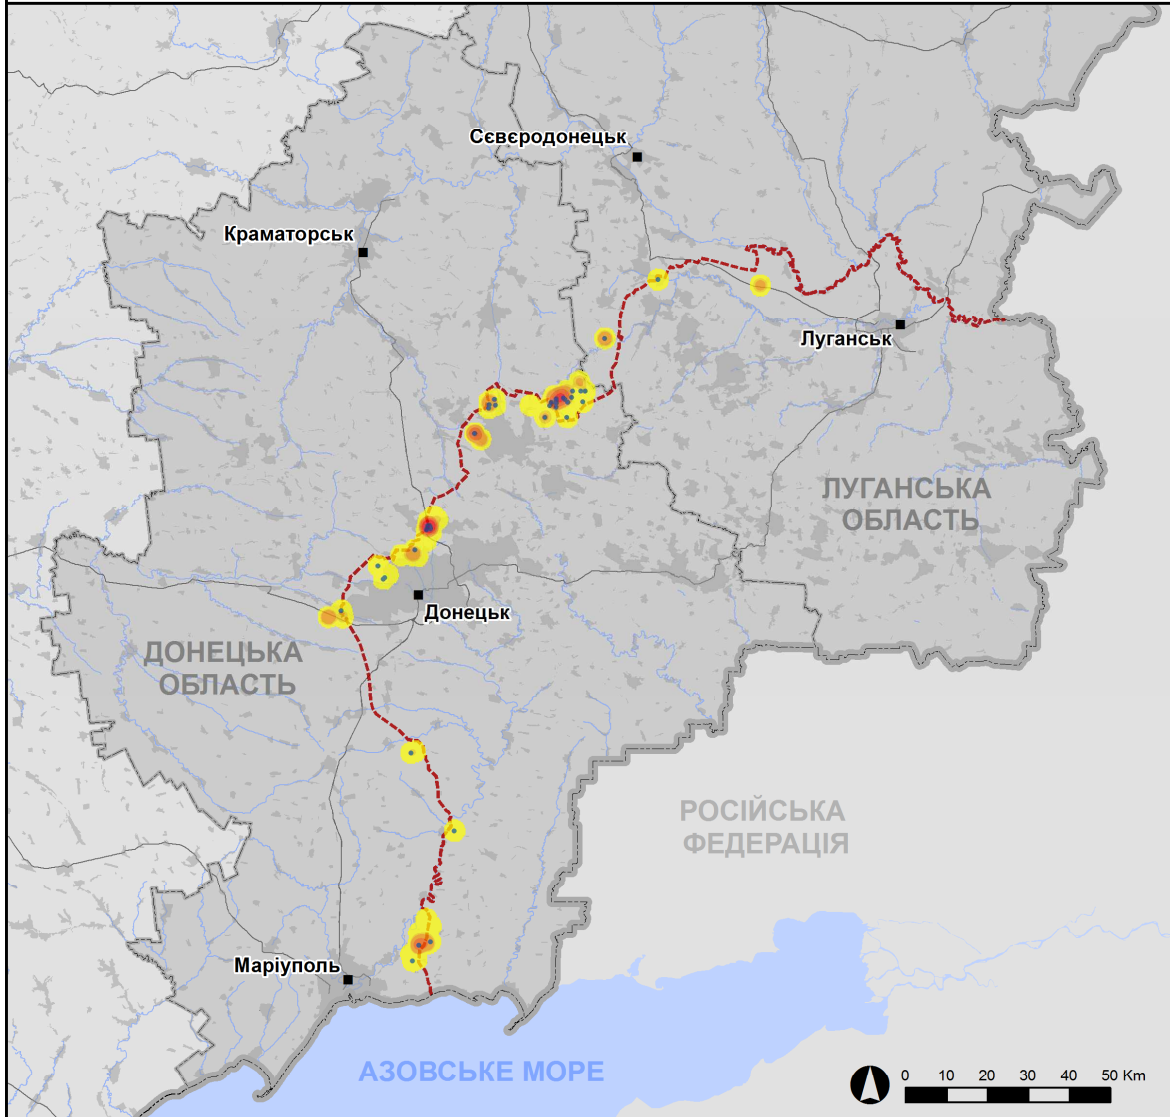 Сєвєродонецьк
Краматорськ
Луганськ
ЛУГАНСЬКА
ОБЛАСТЬ
Донецьк
ДОНЕЦЬКА
ОБЛАСТЬ
РОСІЙСЬКА
ФЕДЕРАЦІЯ
Маріуполь
АЗОВСЬКЕ МОРЕ
0 10 20 30 40 50 Km